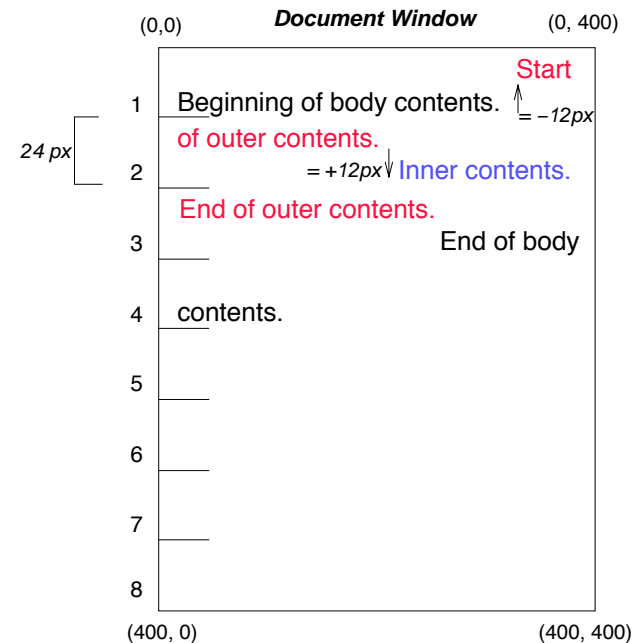 Document Window
(0,0) (0, 400)
Start
1 Beginning of body contents. = –12px
of outer contents.
24 px
2 = +12px Inner contents.
End of outer contents.
3 End of body
4 contents.
5
6
7
8
(400, 0) (400, 400)